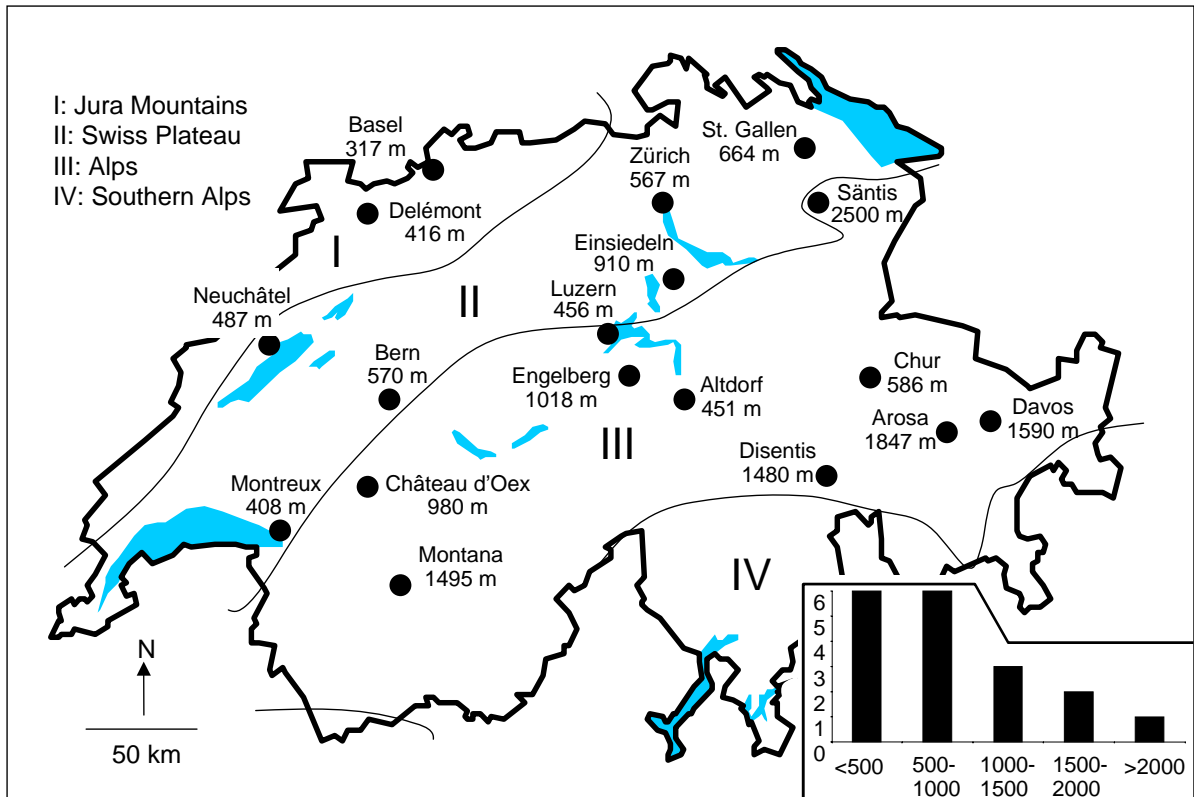 I: Jura Mountains
II: Swiss Plateau
III: Alps
IV: Southern Alps
Basel
317 m
Delémont
416 m
St. Gallen
664 m
Zürich
567 m
Säntis
2500 m
I
Einsiedeln
910 m
Neuchâtel
487 m
II
Luzern
456 m
Bern
570 m
Engelberg
1018 m
Altdorf
451 m
Chur
586 m
Arosa
1847 m
Davos
1590 m
III
Disentis
1480 m
Montreux
408 m
Château d'Oex
980 m
Montana
1495 m
IV
N
50 km
6
5
4
3
2
1
0
<500
500-
1000
1000-
1500
1500-
2000
>2000